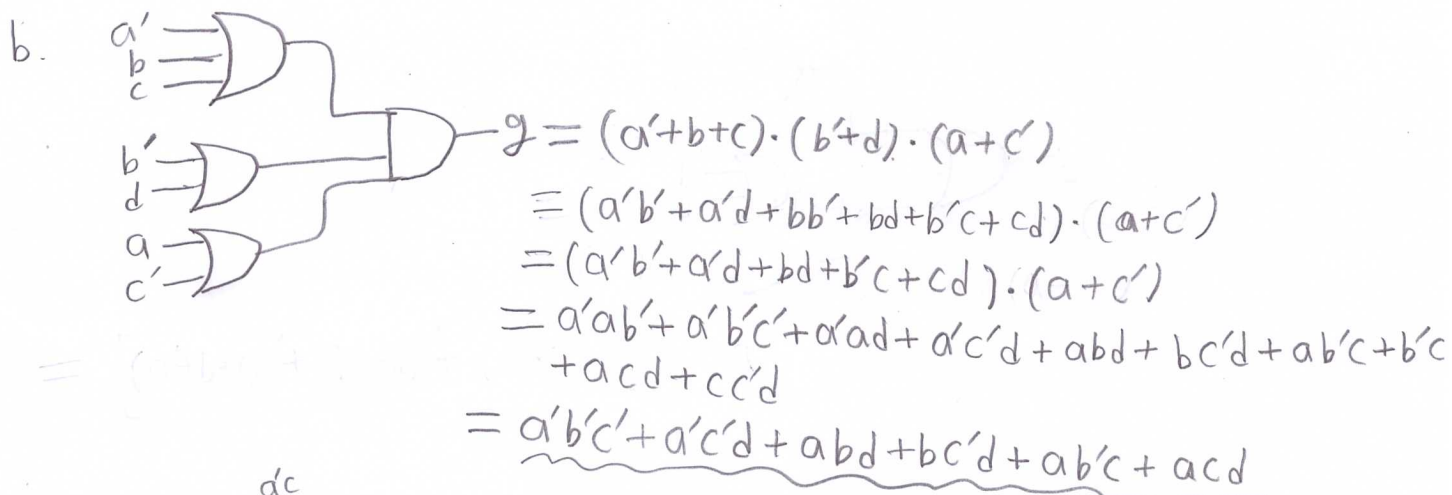 b.
a'
b
c
b'
d
a
c'
g = (a'+b+c)·(b'+d)·(a+c')
= (a'b'+a'd+bb'+bd+b'c+cd)·(a+c')
= (a'b'+a'd+bd+b'c+cd)·(a+c')
= a'ab'+a'b'c'+a'ad+a'c'd+abd+bc'd+ab'c+b'c
+acd+cc'd
= a'b'c'+a'c'd+abd+bc'd+ab'c+acd
a'c